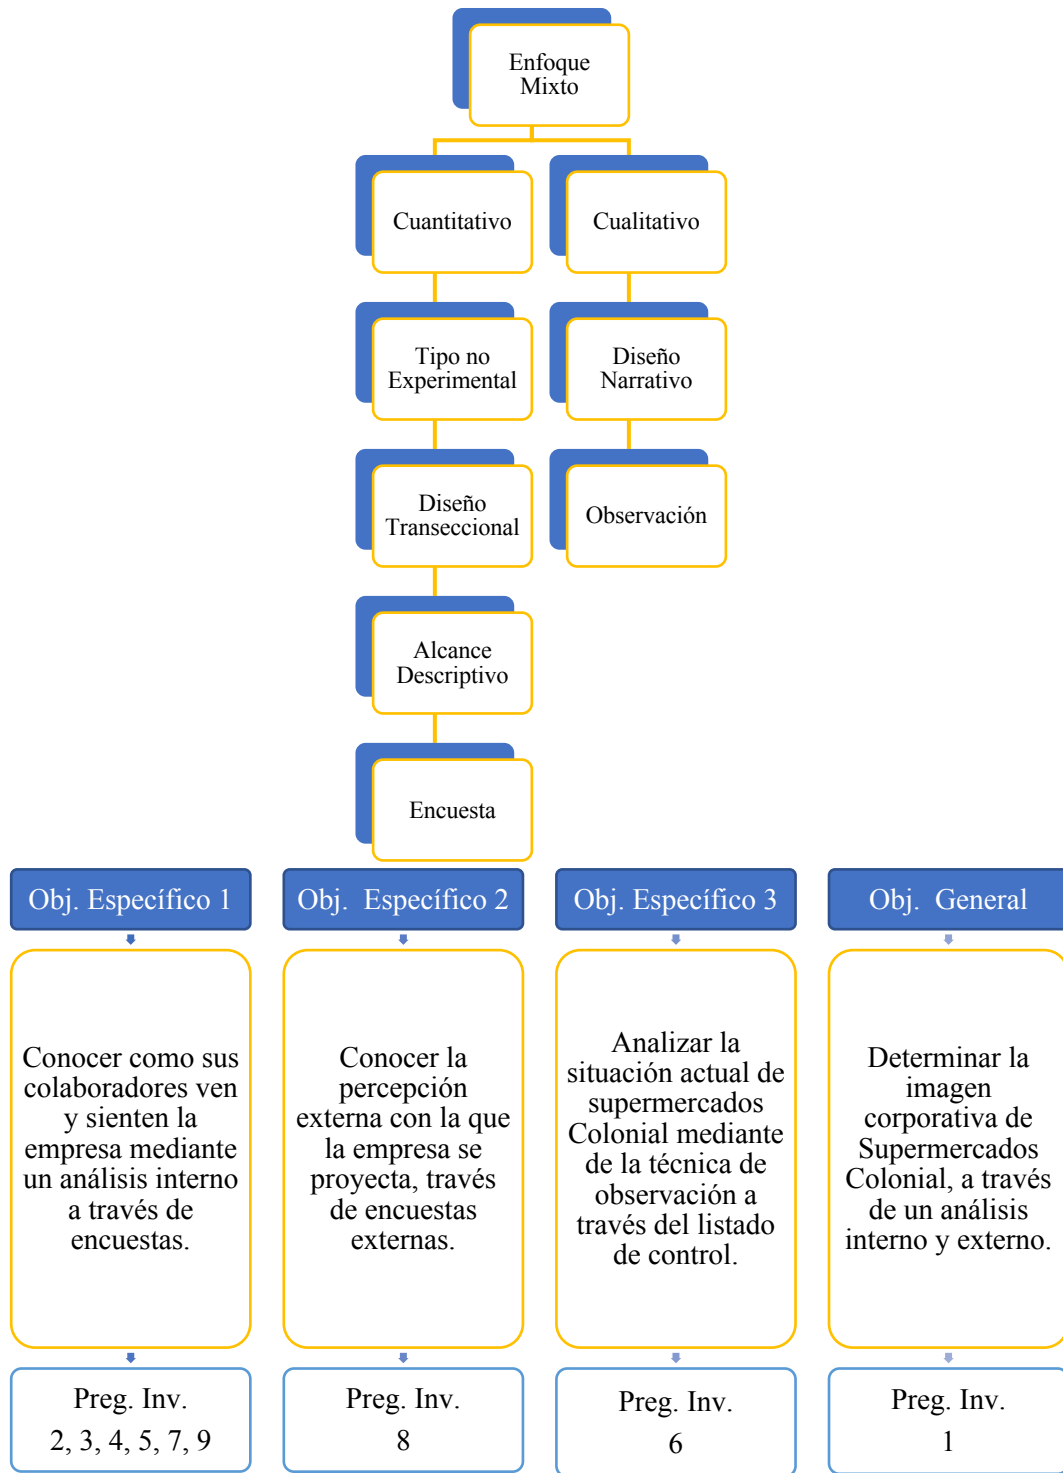 Enfoque
Mixto
Cuantitativo
Cualitativo
Tipo no
Experimental
Diseño
Narrativo
Diseño
Transeccional
Observación
Alcance
Descriptivo
Encuesta
Obj. Específico 1
Obj. Específico 2
Obj. Específico 3
Obj. General
Conocer como sus
colaboradores ven
y sienten la
empresa mediante
un análisis interno
a través de
encuestas.
Conocer la
percepción
externa con la que
la empresa se
proyecta, través
de encuestas
externas.
Analizar la
situación actual de
supermercados
Colonial mediante
de la técnica de
observación a
través del listado
de control.
Determinar la
imagen
corporativa de
Supermercados
Colonial, a través
de un análisis
interno y externo.
Preg. Inv.
2, 3, 4, 5, 7, 9
Preg. Inv.
8
Preg. Inv.
6
Preg. Inv.
1